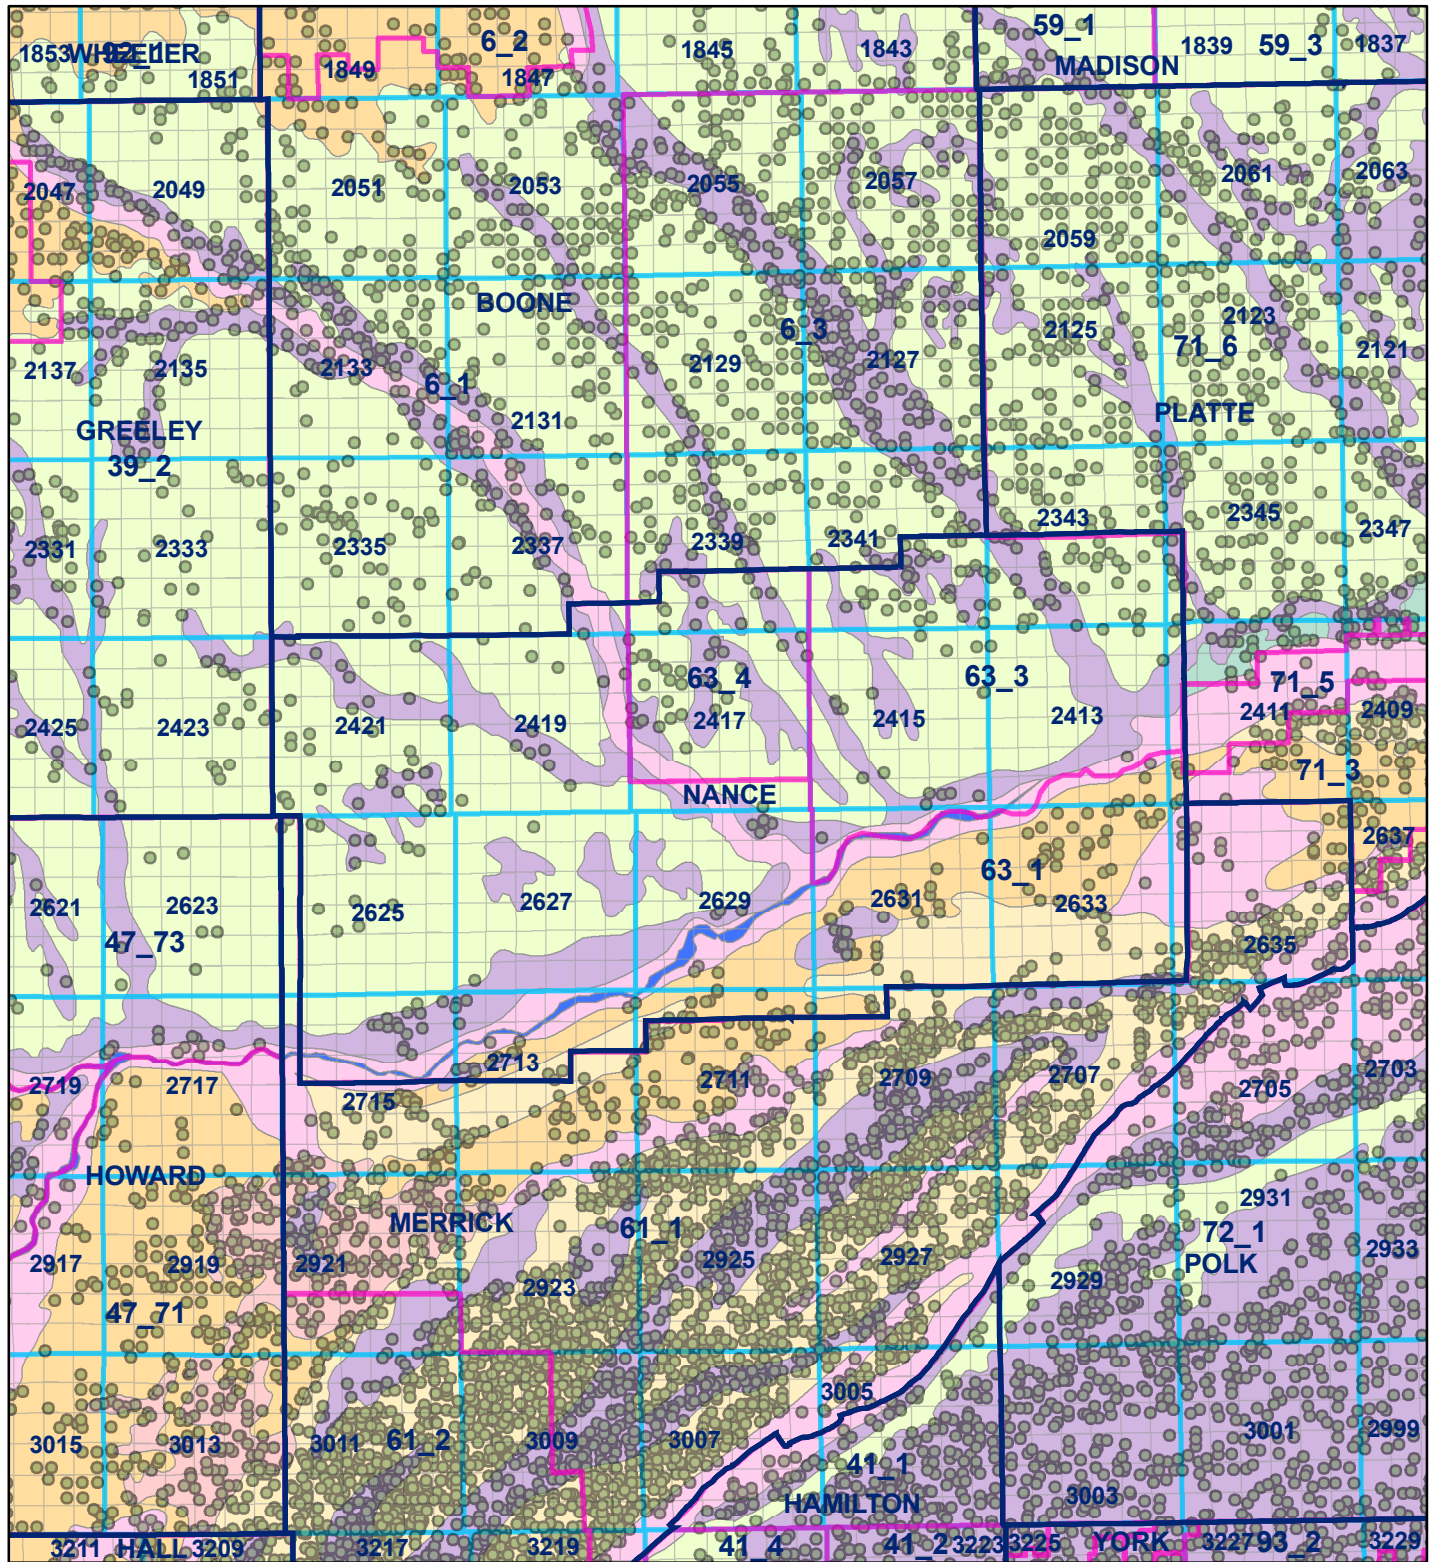 6_2 59_1
1853 WHEELER 92_1 1845 1843 1839 59_3 1837
1851 1849 1847 MADISON
2047 2049 2051 2053 2055 2057 2061 2063
2059
BOONE 6_3 2123
2137 2135 2133 6_1 2129 2127 2125 71_6 2121
GREELEY 2131 PLATTE
39_2
2331 2333 2335 2337 2339 2341 2343 2345 2347
63_4 63_3 71_5
2425 2423 2421 2419 2417 2415 2413 2411 2409
NANCE 71_3
2637
63_1
2621 2623 2625 2627 2629 2631 2633
47_73 2635
2719 2717 2715 2713 2711 2709 2707 2705 2703
HOWARD 2931
MERRICK 61_1 72_1
2917 2919 2921 2923 2925 2927 2929 POLK 2933
47_71
3005
3015 3013 3011 61_2 3009 3007 3001 2999
41_1
HAMILTON 3003
3211 HALL 3209 3217 3219 41_4 41_2 3223 3225 YORK 3227 93_2 3229